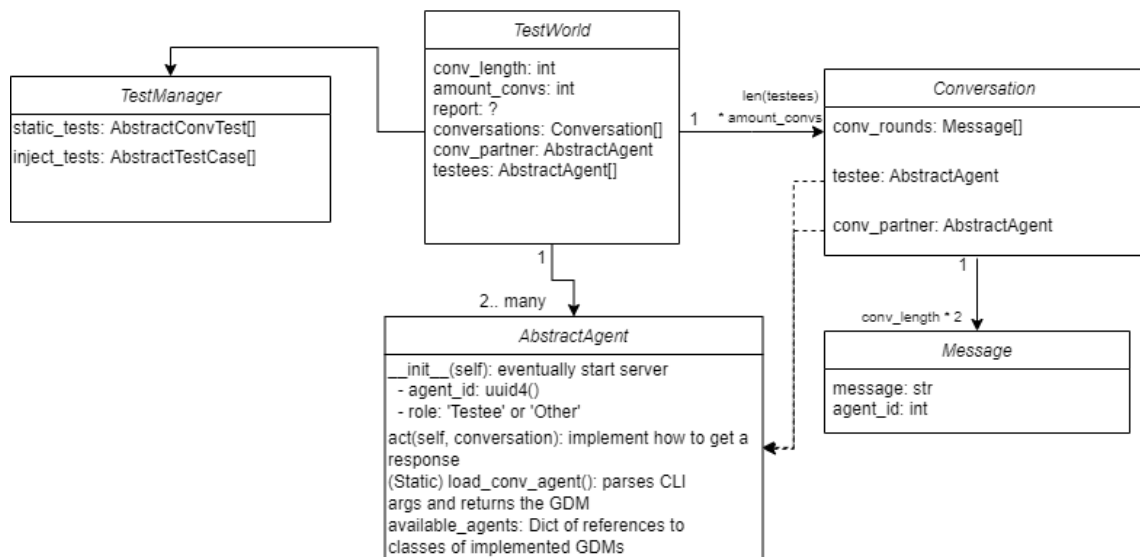 TestWorld
conv_length: int
amount_convs: int
report: ?
conversations: Conversation[]
conv_partner: AbstractAgent
testees: AbstractAgent[]
TestManager
static_tests: AbstractConvTest[]
inject_tests: AbstractTestCase[]
1
len(testees)
* amount_convs
Conversation
conv_rounds: Message[]
testee: AbstractAgent
conv_partner: AbstractAgent
1
2.. many
1
conv_length * 2
AbstractAgent
__init__(self): eventually start server
- agent_id: uuid4()
- role: 'Testee' or 'Other'
act(self, conversation): implement how to get a
response
(Static) load_conv_agent(): parses CLI
args and returns the GDM
available_agents: Dict of references to
classes of implemented GDMs
Message
message: str
agent_id: int